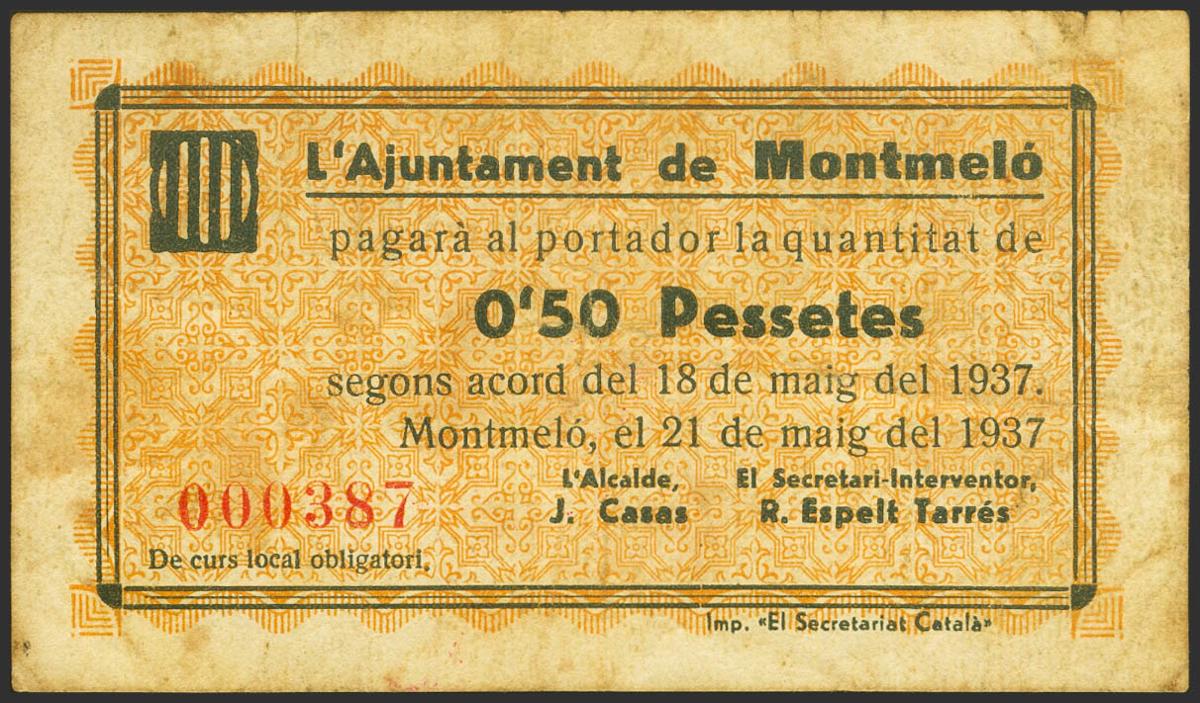 L'Ajuntament de Montmeló
pagarà al portador la quantitat de
0'50 Pessetes
segons acord del 18 de maig del 1937.
Montmeló, el 21 de maig del 1937
L'Alcalde, El Secretari-Interventor,
J. Casas R. Espelt Tarrés
000387
De curs local obligatori.
Imp. «El Secretariat Català»